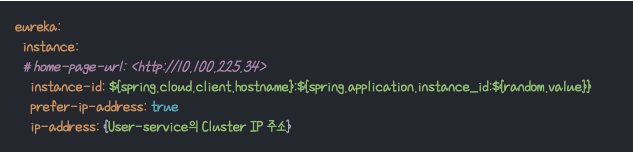 eureka:
instance:
# home-page-url: <http://10.100.225.34>
instance-id: ${spring.cloud.client.hostname}:${spring.application.instance_id:${random.value}}
prefer-ip-address: true
ip-address: {User-service의 Cluster IP 주소}